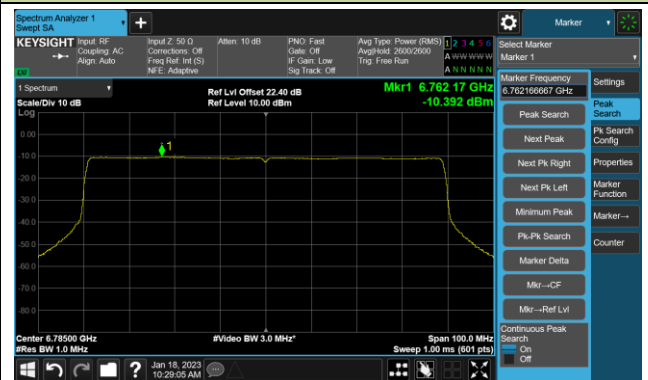 Spectrum Analyzer 1
Swept SA
Marker
KEYSIGHT
Input: RF
Coupling: AC
Align: Auto
Input Z: 50 Ω
Corrections: Off
Freq Ref: Int (S)
NFE: Adaptive
Atten: 10 dB
PNO: Fast
Gate: Off
IF Gain: Low
Sig Track: Off
Avg Type: Power (RMS)
Avg|Hold: 2600/2600
Trig: Free Run
1 2 3 4 5 6
A W W W W W
A N N N N N
Select Marker
Marker 1
1 Spectrum
Scale/Div 10 dB
Log
Ref Lvl Offset 22.40 dB
Ref Level 10.00 dBm
Mkr1 6.762 17 GHz
-10.392 dBm
Marker Frequency
6.762166667 GHz
Settings
Peak Search
Peak
Search
Next Peak
Pk Search
Config
Next Pk Right
Properties
Next Pk Left
Marker
Function
Minimum Peak
Marker→
Pk-Pk Search
Counter
Marker Delta
Mkr→CF
Mkr→Ref Lvl
Continuous Peak
Search
On
Off
0.00
1
-10.0
-20.0
-30.0
-40.0
-50.0
-60.0
-70.0
-80.0
Center 6.78500 GHz
#Res BW 1.0 MHz
#Video BW 3.0 MHz*
Span 100.0 MHz
Sweep 1.00 ms (601 pts)
Jan 18, 2023
10:29:05 AM